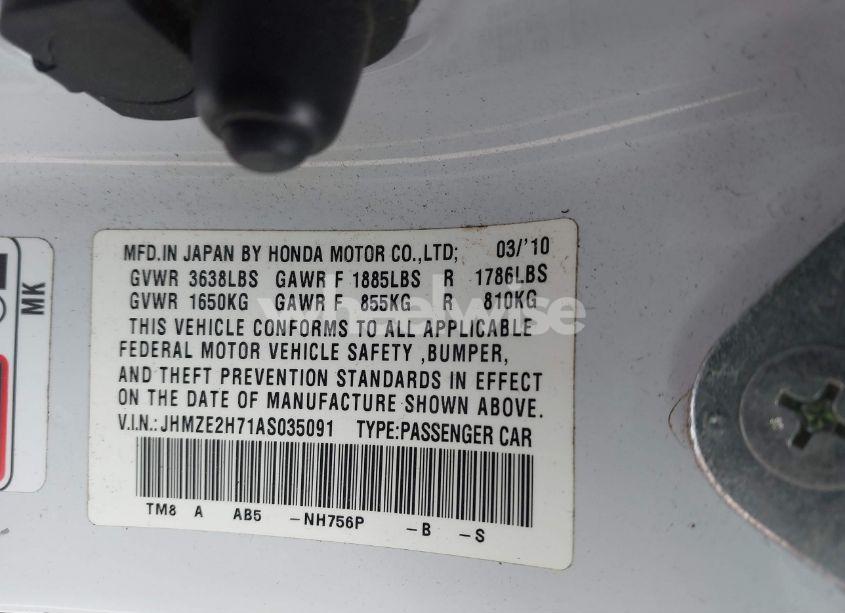 MFD.IN JAPAN BY HONDA MOTOR CO.,LTD; 03/'10
GVWR 3638LBS GAWR F 1885LBS R 1786LBS
GVWR 1650KG GAWR F 855KG R 810KG
wheelwise
THIS VEHICLE CONFORMS TO ALL APPLICABLE
FEDERAL MOTOR VEHICLE SAFETY ,BUMPER,
AND THEFT PREVENTION STANDARDS IN EFFECT
ON THE DATE OF MANUFACTURE SHOWN ABOVE.
V.I.N.:JHMZE2H71AS035091 TYPE:PASSENGER CAR
TM8 A AB5 -NH756P -B -S
MK